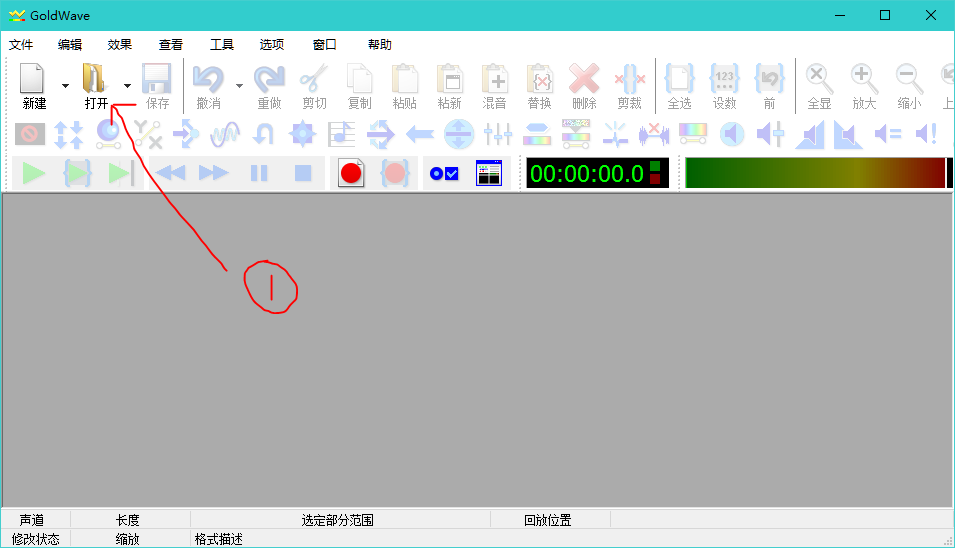 GoldWave
文件 编辑 效果 查看 工具 选项 窗口 帮助
新建 打开 保存 撤消 重做 剪切 复制 粘贴 粘新 混音 替换 删除 剪裁 全选 设数 前 全显 放大 缩小 上
00:00:00.0
1
声道 长度 选定部分范围 回放位置
修改状态 缩放 格式描述